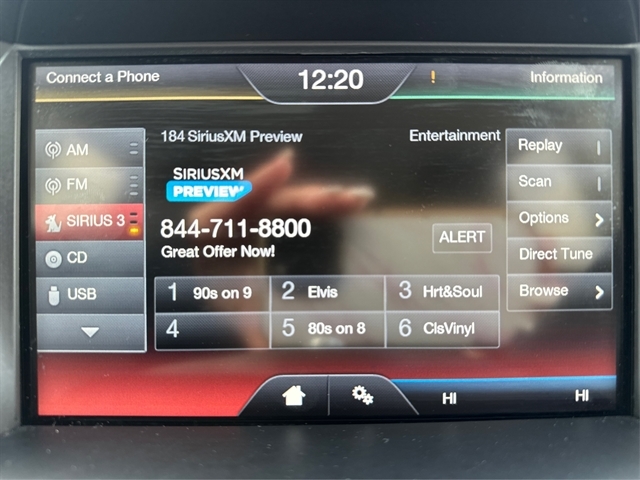 Connect a Phone
12:20
!
Information
184 SiriusXM Preview
Entertainment
AM
FM
SIRIUS 3
CD
USB
SIRIUSXM
PREVIEW
844-711-8800
Great Offer Now!
ALERT
1 90s on 9
2 Elvis
3 Hrt&Soul
4
5 80s on 8
6 ClsVinyl
Replay
Scan
Options
Direct Tune
Browse
HI
HI